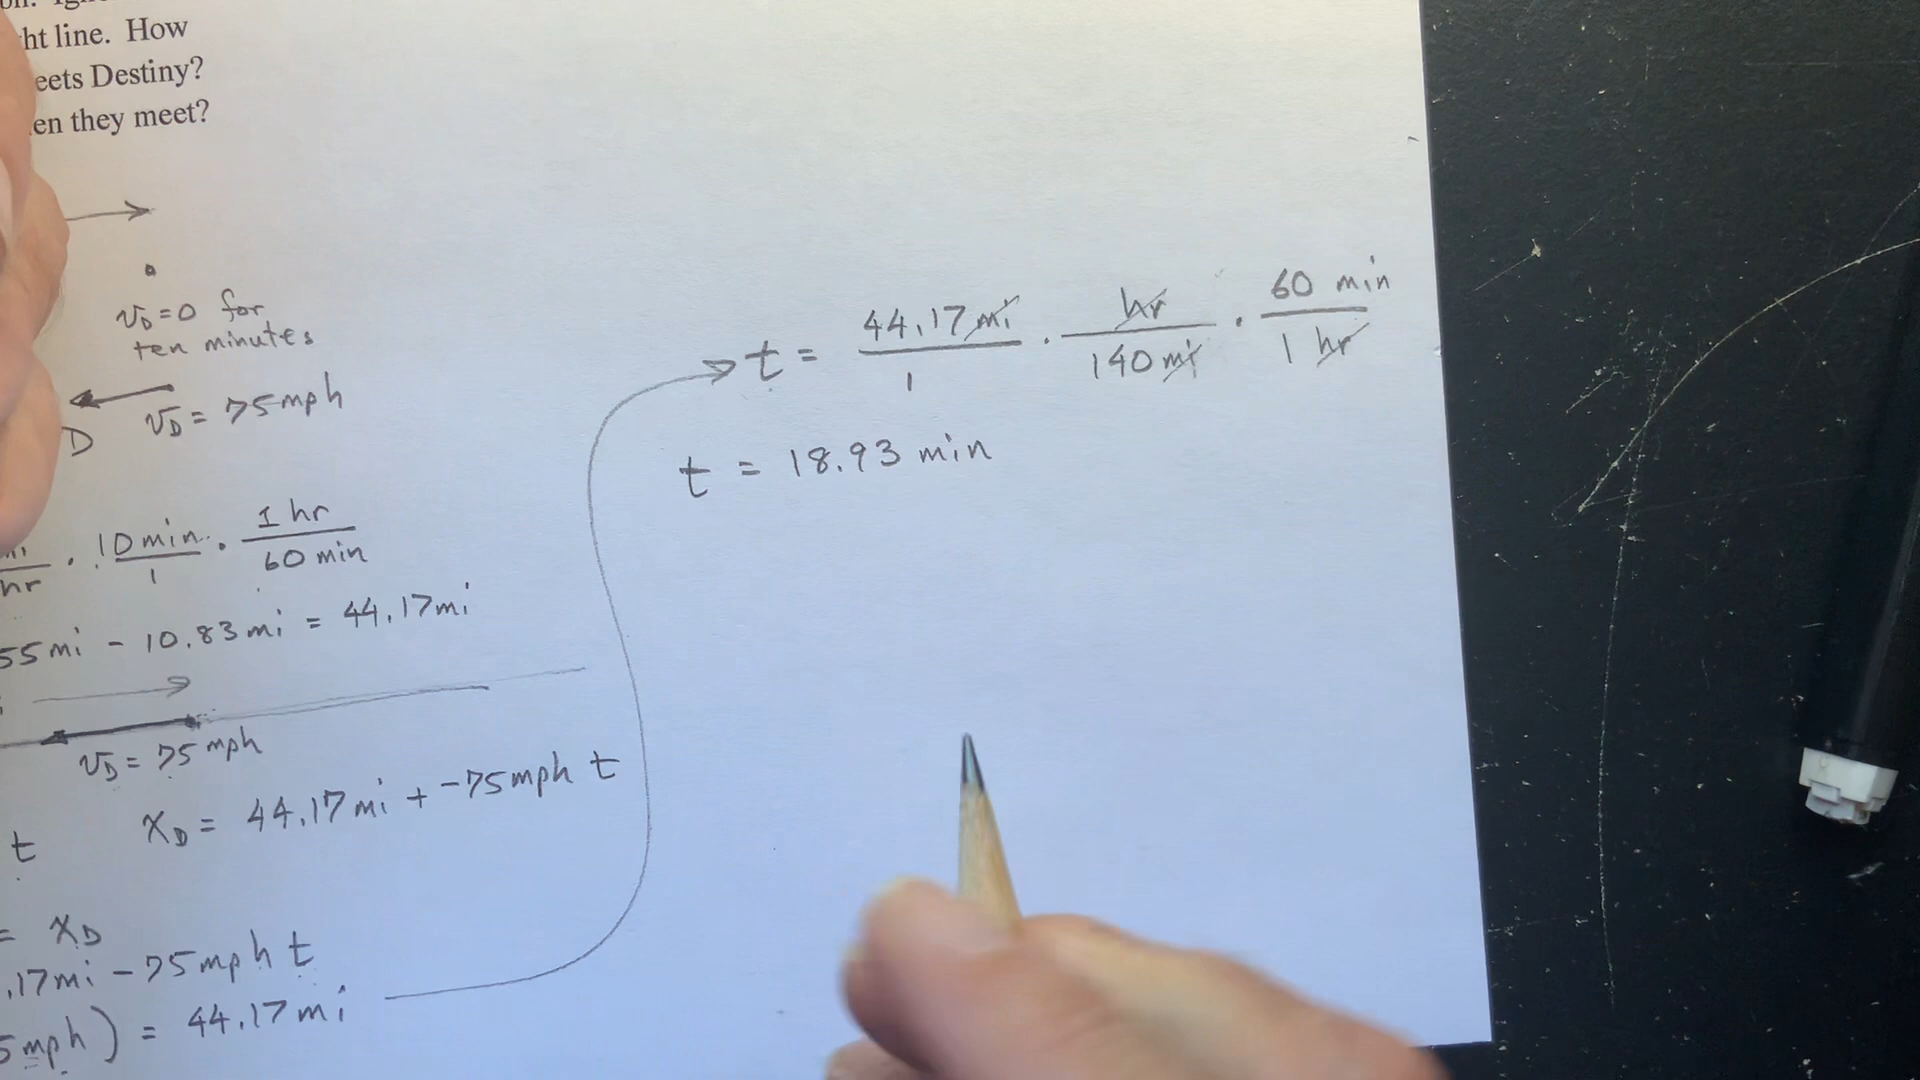 ht line. How
eets Destiny?
en they meet?
v_D = 0 for
ten minutes
v_D = 75 mph
D
hr · 10 min / 1 · 1 hr / 60 min
55 mi - 10.83 mi = 44.17 mi
v_D = 75 mph
t x_D = 44.17 mi + -75 mph t
= x_D
.17 mi - 75 mph t
5 mph) = 44.17 mi
t = 44.17 mi / 1 · hr / 140 mi · 60 min / 1 hr
t = 18.93 min